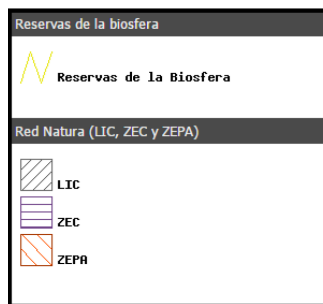 Reservas de la biosfera
Reservas de la Biosfera
Red Natura (LIC, ZEC y ZEPA)
LIC
ZEC
ZEPA